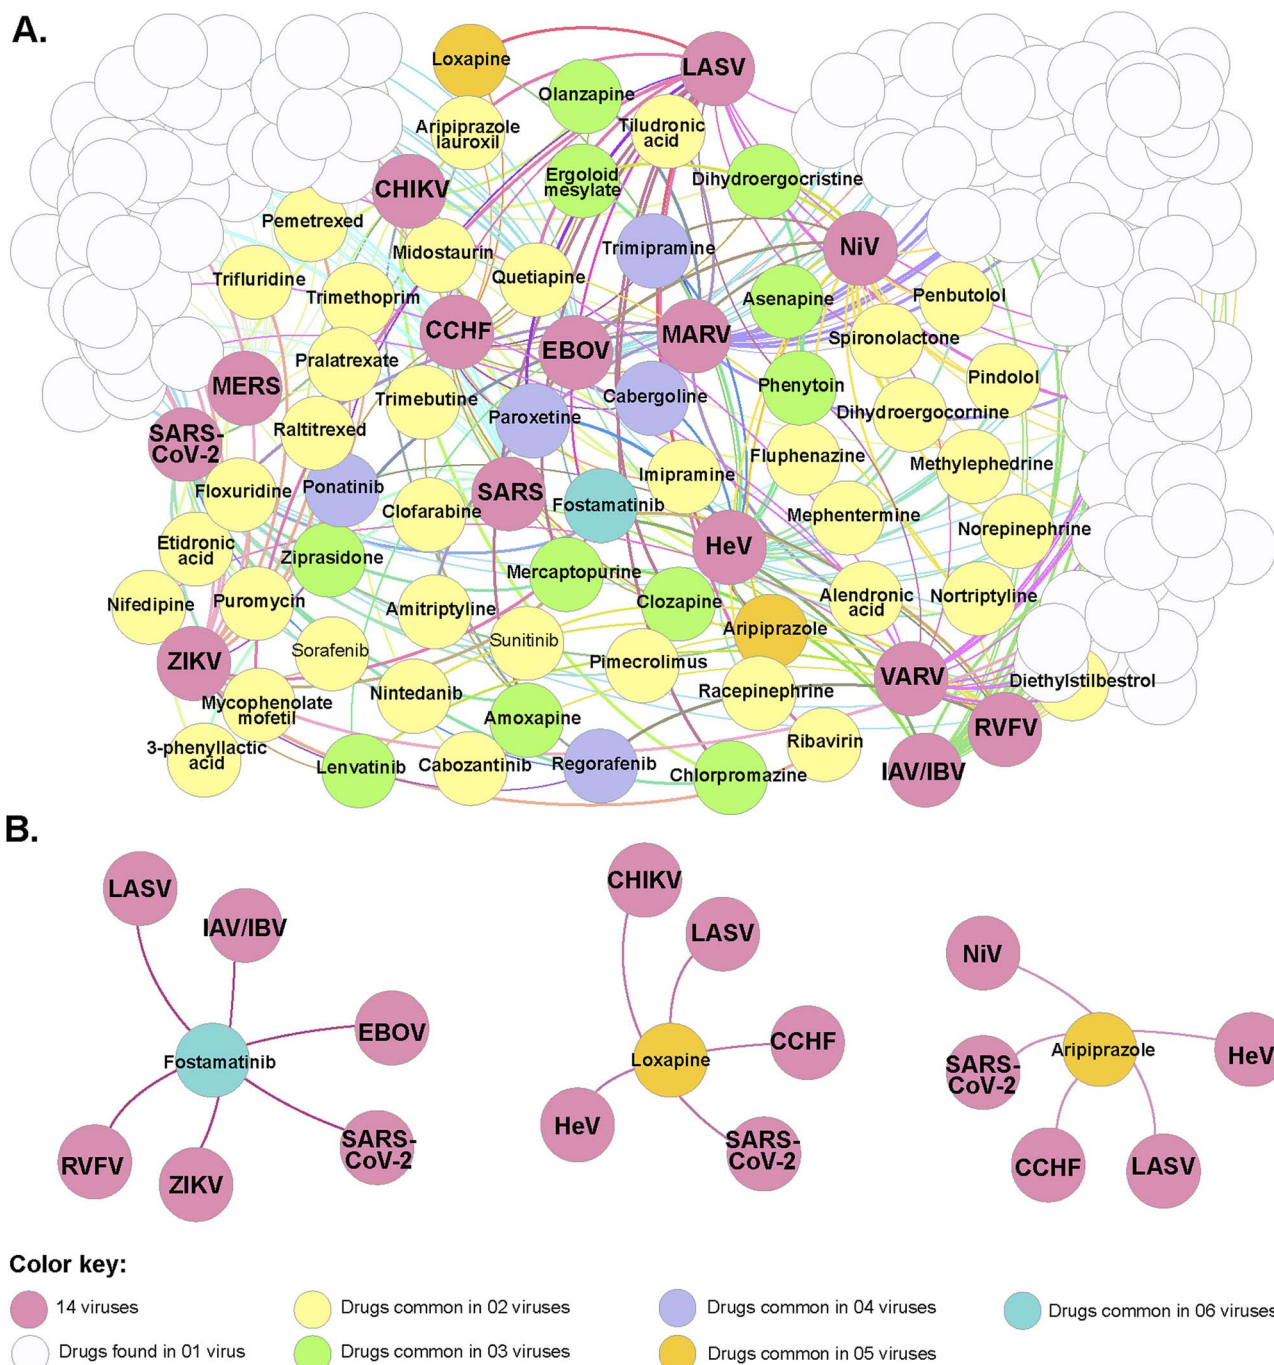 A.
Loxapine
LASV
Olanzapine
Aripiprazole
lauroxil
Tiludronic
acid
CHIKV
Ergoloid
mesylate
Dihydroergocristine
Pemetrexed
Midostaurin
Trimipramine
NiV
Trifluridine
Trimethoprim
Quetiapine
Asenapine
Penbutolol
CCHF
EBOV
MARV
Spironolactone
Pralatrexate
MERS
Trimebutine
Cabergoline
Phenytoin
Pindolol
SARS-
CoV-2
Raltitrexed
Paroxetine
Dihydroergocornine
Fluphenazine
Methylephedrine
Floxuridine
Ponatinib
Clofarabine
SARS
Fostamatinib
Imipramine
Mephentermine
Norepinephrine
Etidronic
acid
Ziprasidone
Mercaptopurine
HeV
Nifedipine
Puromycin
Amitriptyline
Clozapine
Alendronic
acid
Nortriptyline
ZIKV
Sorafenib
Sunitinib
Pimecrolimus
Aripiprazole
VARV
Diethylstilbestrol
Mycophenolate
mofetil
Nintedanib
Amoxapine
Racepinephrine
RVFV
3-phenyllactic
acid
Lenvatinib
Cabozantinib
Regorafenib
Chlorpromazine
Ribavirin
IAV/IBV
B.
LASV
IAV/IBV
EBOV
Fostamatinib
SARS-
CoV-2
RVFV
ZIKV
CHIKV
LASV
CCHF
Loxapine
HeV
SARS-
CoV-2
NiV
Aripiprazole
HeV
SARS-
CoV-2
CCHF
LASV
Color key:
14 viruses
Drugs common in 02 viruses
Drugs common in 04 viruses
Drugs common in 06 viruses
Drugs found in 01 virus
Drugs common in 03 viruses
Drugs common in 05 viruses